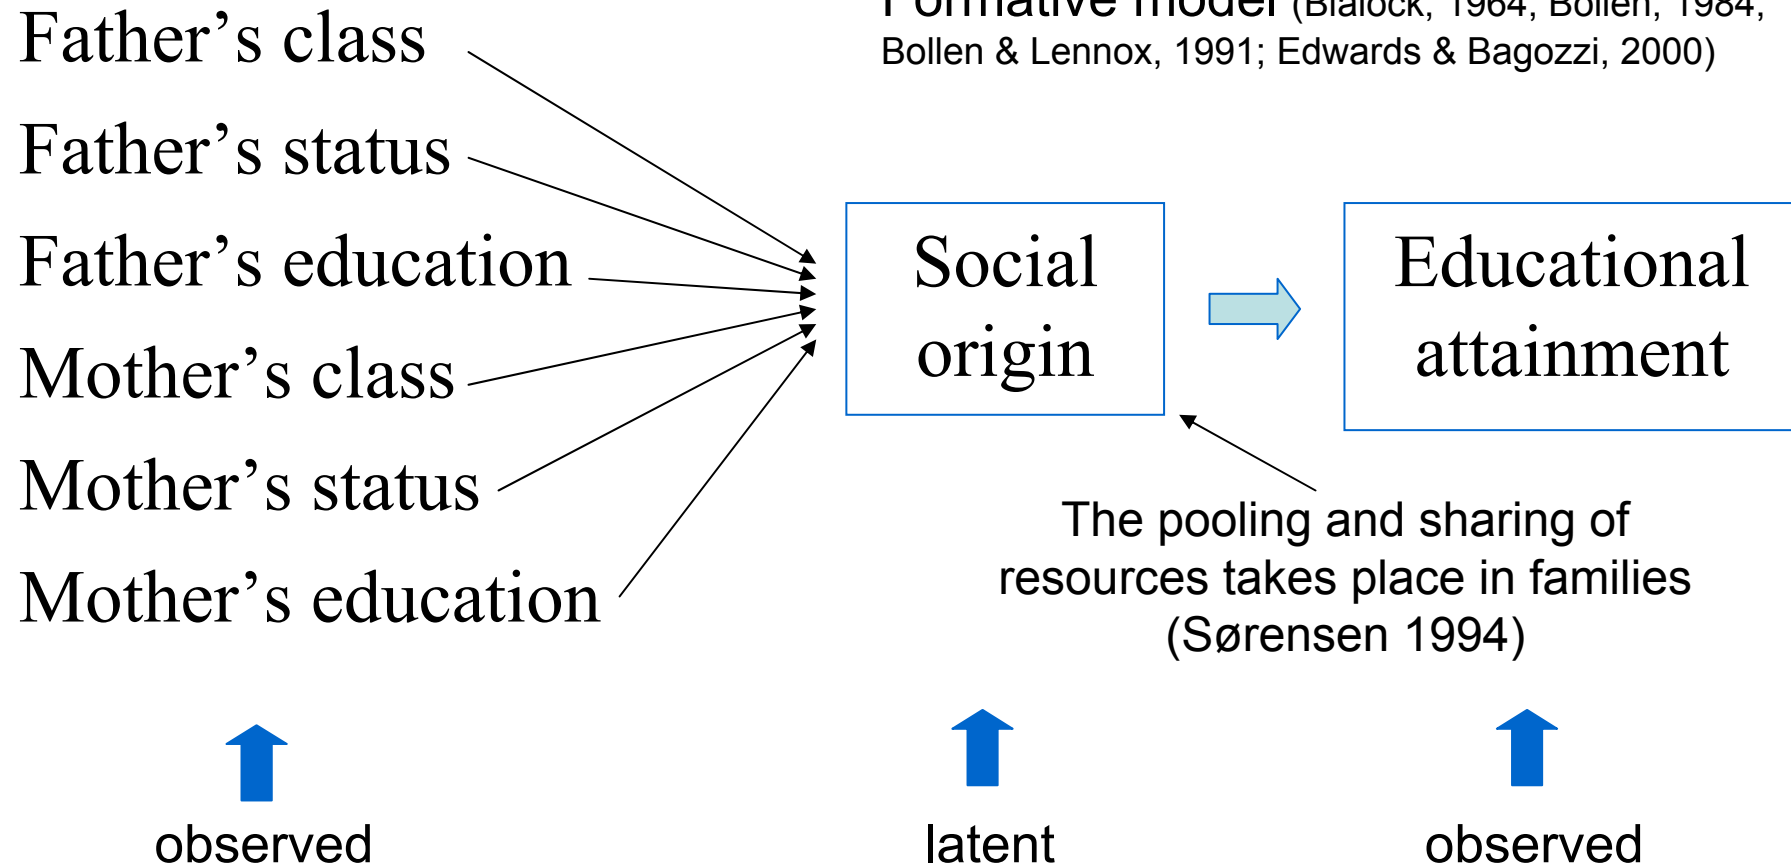 Formative model (Blalock, 1964; Bollen, 1984;
Bollen & Lennox, 1991; Edwards & Bagozzi, 2000)
Father’s class
Father’s status
Father’s education
Mother’s class
Mother’s status
Mother’s education
Social
origin
Educational
attainment
The pooling and sharing of
resources takes place in families
(Sørensen 1994)
observed
latent
observed